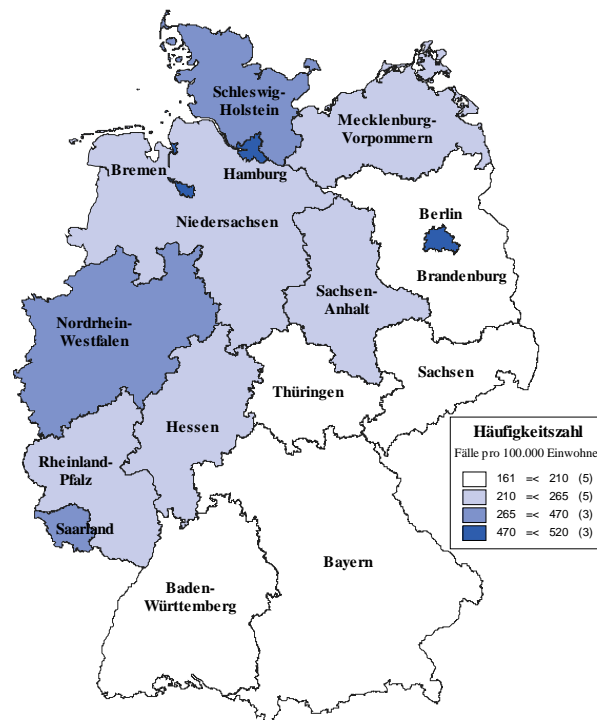 Schleswig-
Holstein
Mecklenburg-
Vorpommern
Bremen
Hamburg
Niedersachsen
Berlin
Brandenburg
Sachsen-
Anhalt
Nordrhein-
Westfalen
Thüringen
Sachsen
Hessen
Rheinland-
Pfalz
Saarland
Baden-
Württemberg
Bayern
Häufigkeitszahl
Fälle pro 100.000 Einwohne
161 =< 210 (5)
210 =< 265 (5)
265 =< 470 (3)
470 =< 520 (3)